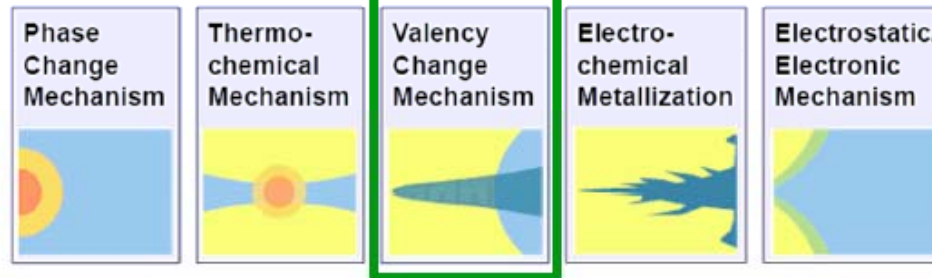 Phase
Change
Mechanism
Thermo-
chemical
Mechanism
Valency
Change
Mechanism
Electro-
chemical
Metallization
Electrostatic/
Electronic
Mechanism